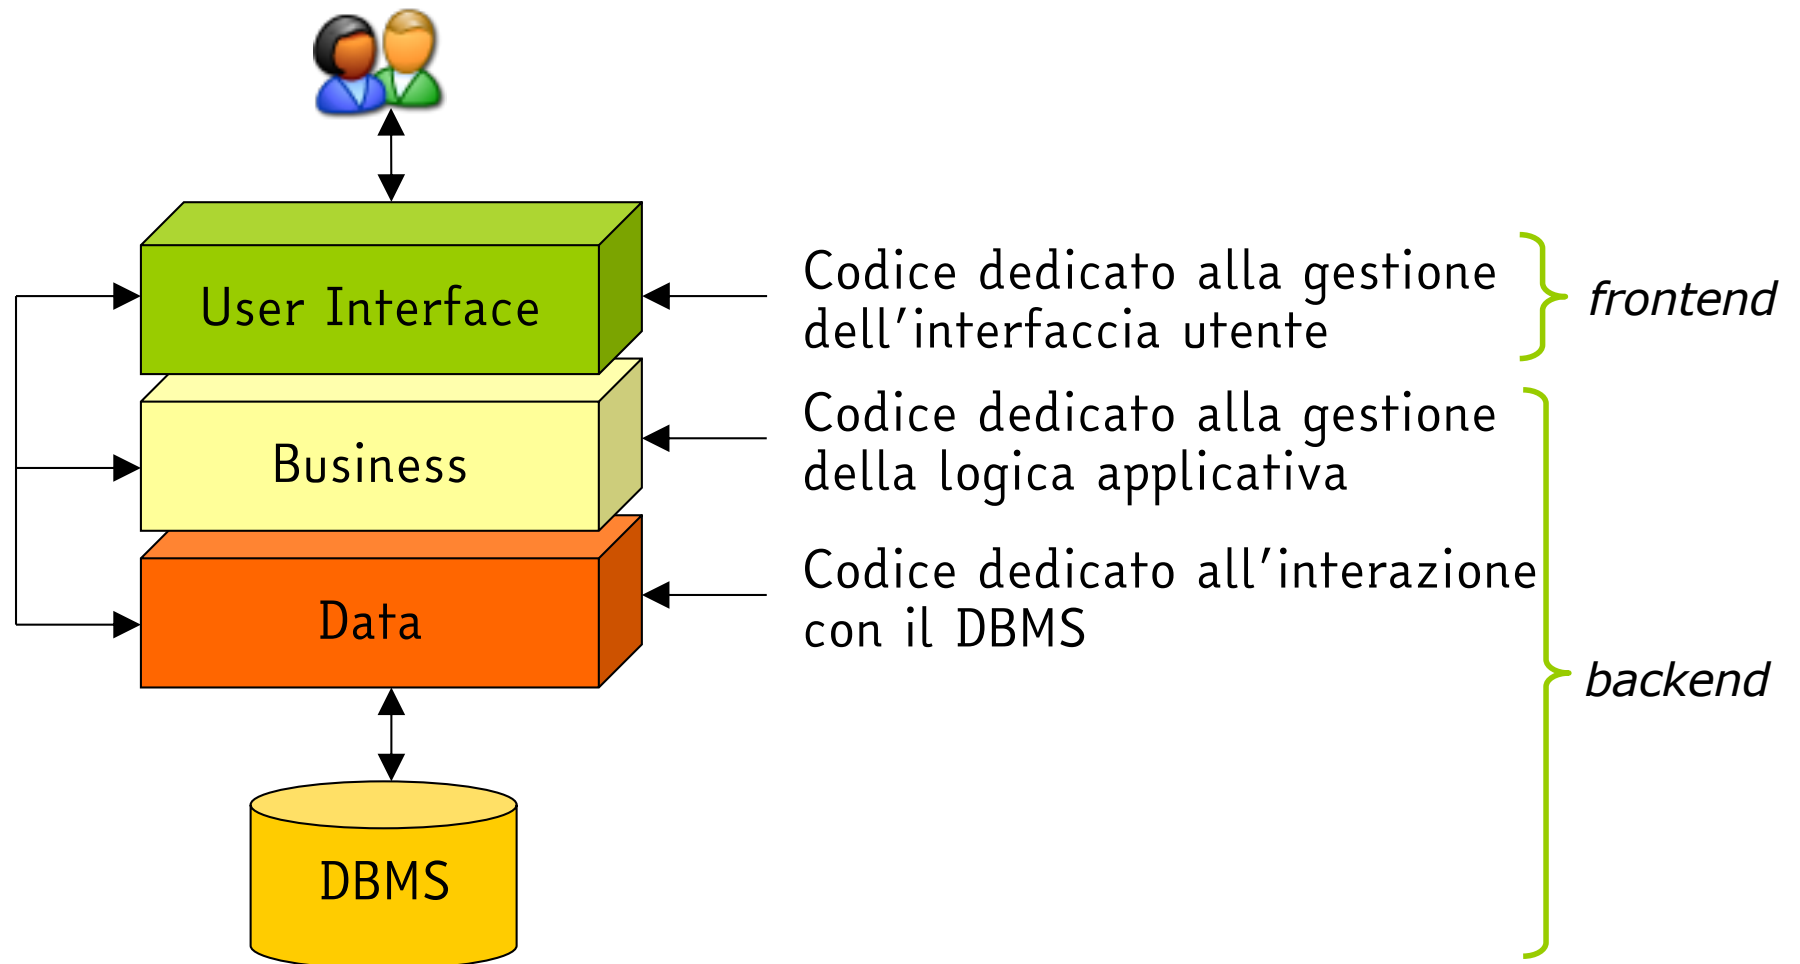 User Interface
Codice dedicato alla gestione
dell'interfaccia utente
frontend
Business
Codice dedicato alla gestione
della logica applicativa
Data
Codice dedicato all'interazione
con il DBMS
backend
DBMS